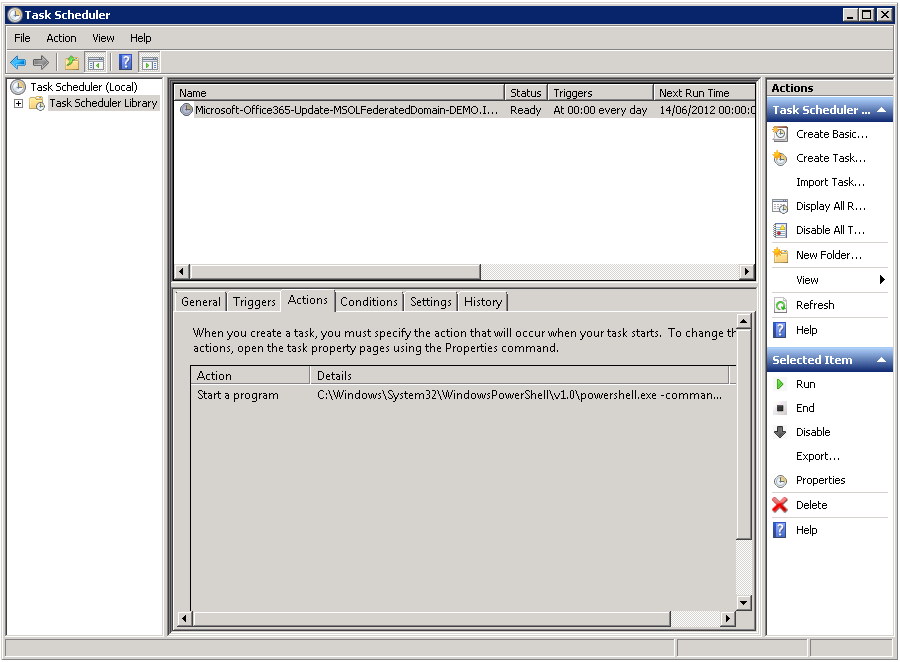 Task Scheduler
File Action View Help
Task Scheduler (Local)
Task Scheduler Library
Name Status Triggers Next Run Time
Microsoft-Office365-Update-MSOLFederatedDomain-DEMO.I... Ready At 00:00 every day 14/06/2012 00:00:0
General Triggers Actions Conditions Settings History
When you create a task, you must specify the action that will occur when your task starts. To change th
actions, open the task property pages using the Properties command.
Action Details
Start a program C:\Windows\System32\WindowsPowerShell\v1.0\powershell.exe -comman...
Actions
Task Scheduler ...
Create Basic...
Create Task...
Import Task...
Display All R...
Disable All T...
New Folder...
View
Refresh
Help
Selected Item
Run
End
Disable
Export...
Properties
Delete
Help